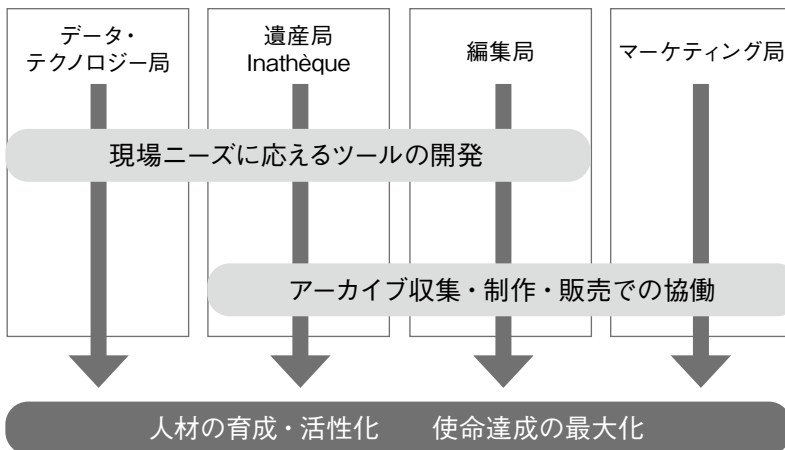 データ・
テクノロジー局
遺産局
Inathèque
編集局
マーケティング局
現場ニーズに応えるツールの開発
アーカイブ収集・制作・販売での協働
人材の育成・活性化　　使命達成の最大化